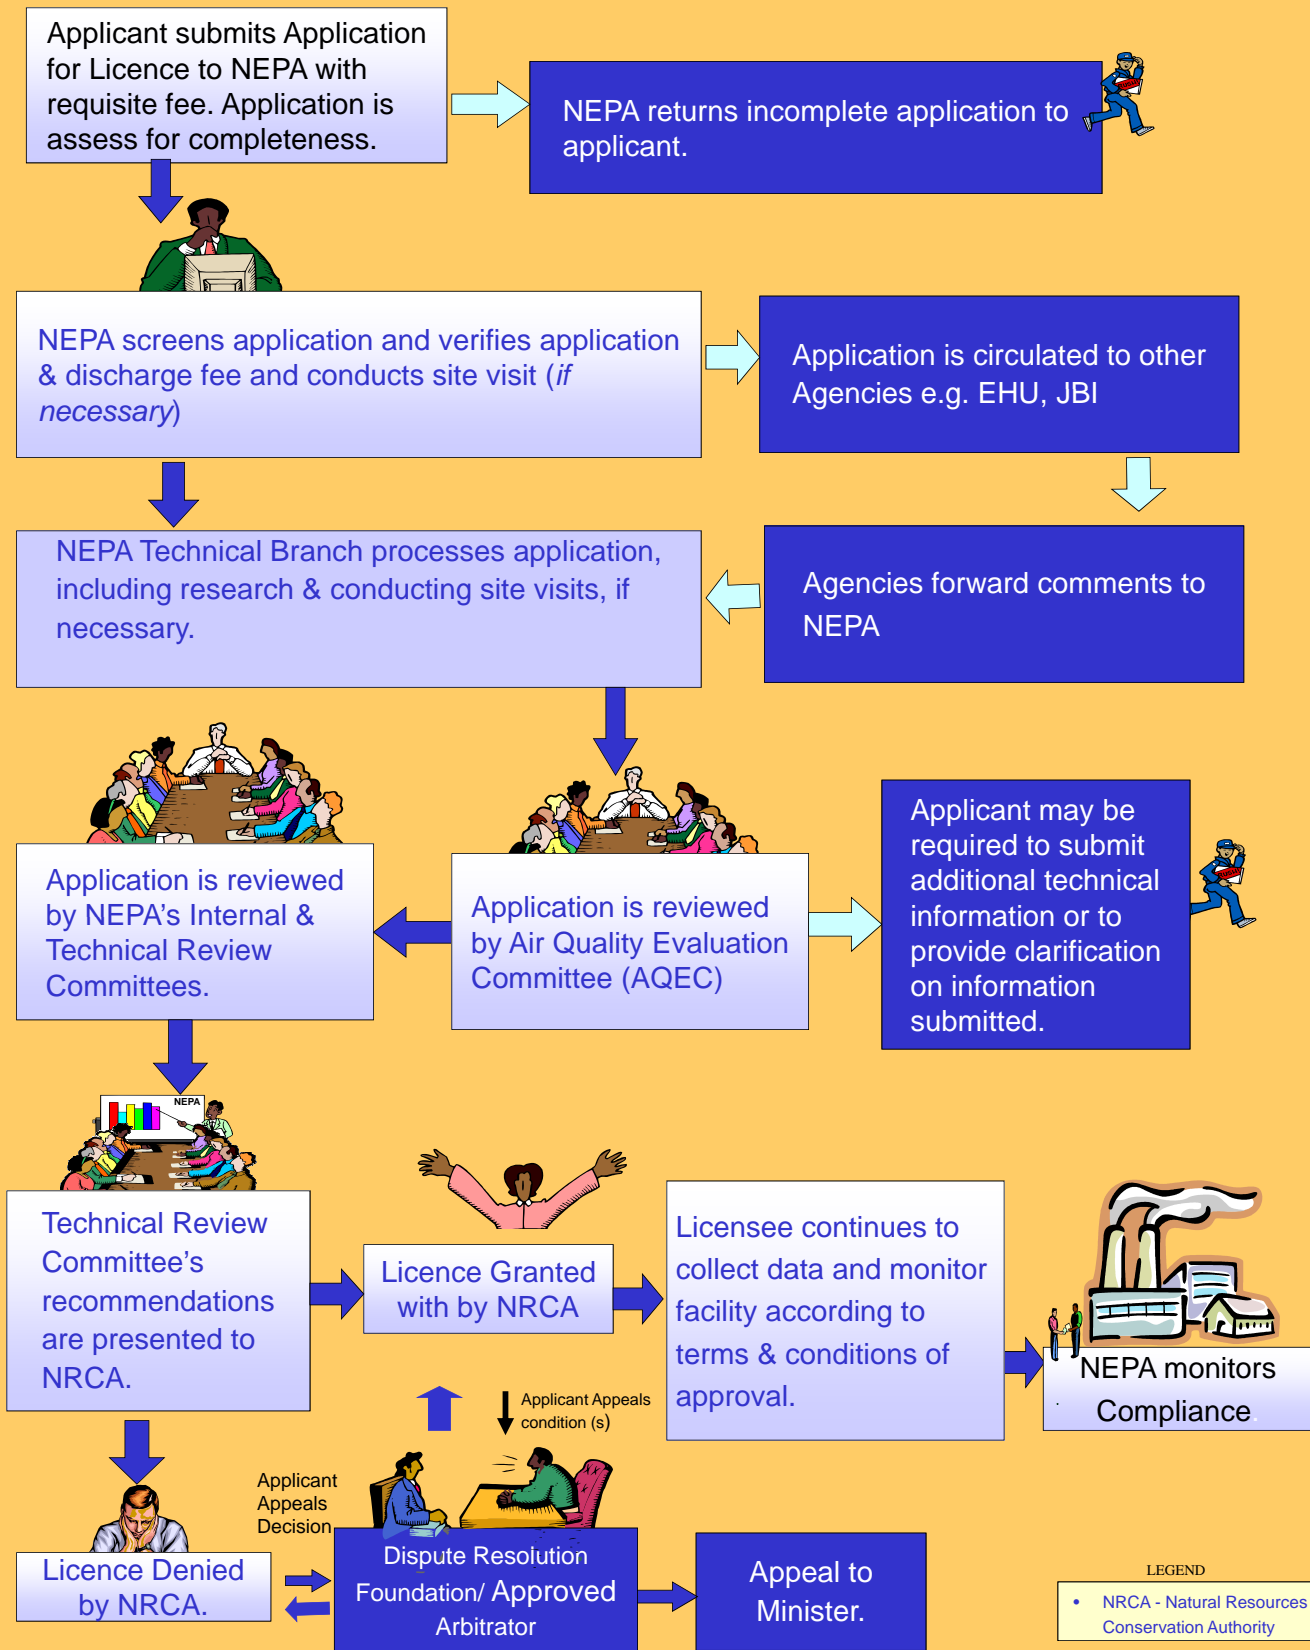 Applicant submits Application
for Licence to NEPA with
requisite fee. Application is
assess for completeness.
NEPA returns incomplete application to
applicant.
NEPA screens application and verifies application
& discharge fee and conducts site visit (if
necessary)
Application is circulated to other
Agencies e.g. EHU, JBI
NEPA Technical Branch processes application,
including research & conducting site visits, if
necessary.
Agencies forward comments to
NEPA
Application is reviewed
by NEPA’s Internal &
Technical Review
Committees.
Application is reviewed
by Air Quality Evaluation
Committee (AQEC)
Applicant may be
required to submit
additional technical
information or to
provide clarification
on information
submitted.
NEPA
Technical Review
Committee’s
recommendations
are presented to
NRCA.
Licence Granted
with by NRCA
Licensee continues to
collect data and monitor
facility according to
terms & conditions of
approval.
NEPA monitors
Compliance.
Applicant Appeals
condition (s)
Applicant
Appeals
Decision
Licence Denied
by NRCA.
Dispute Resolution
Foundation/ Approved
Arbitrator
Appeal to
Minister.
LEGEND
• NRCA - Natural Resources
Conservation Authority